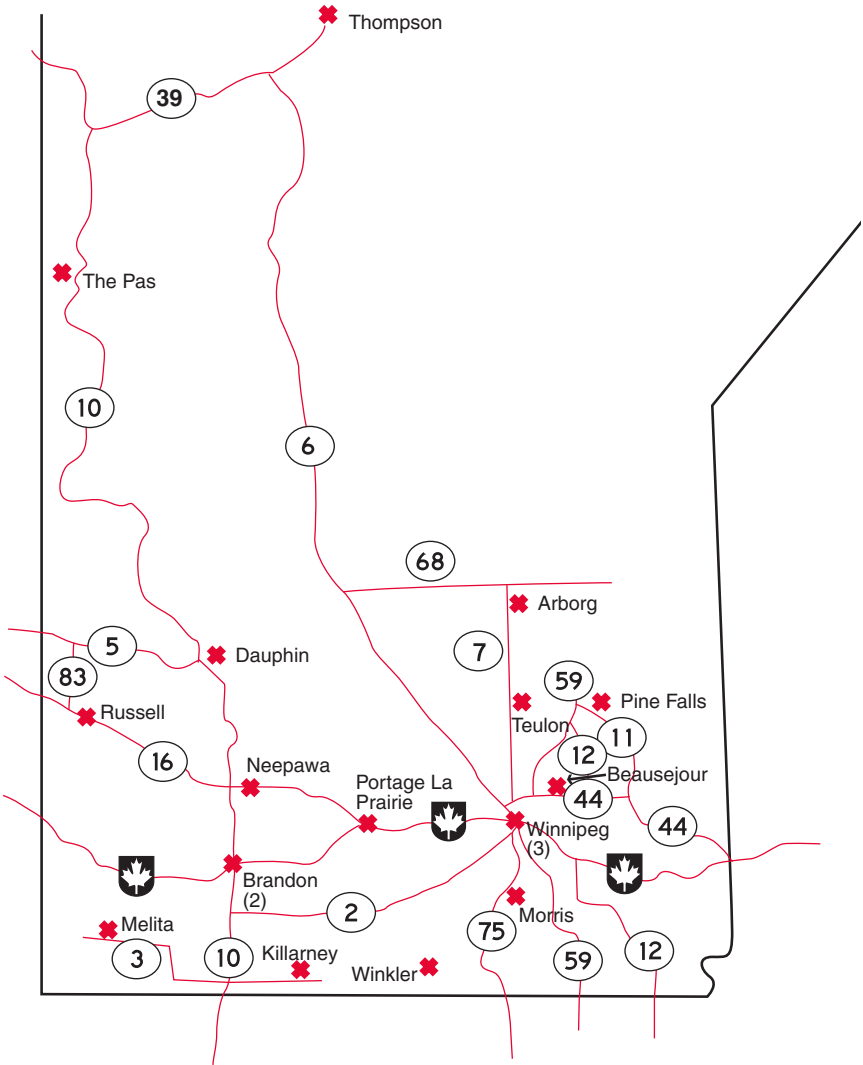 Thompson
39
The Pas
10
6
68
Arborg
5
7
Dauphin
83
59
Pine Falls
Russell
Teulon
11
12
16
Neepawa
Beausejour
Portage La
Prairie
44
44
Winnipeg
(3)
Brandon
(2)
2
Morris
Melita
75
3
10
Killarney
Winkler
59
12